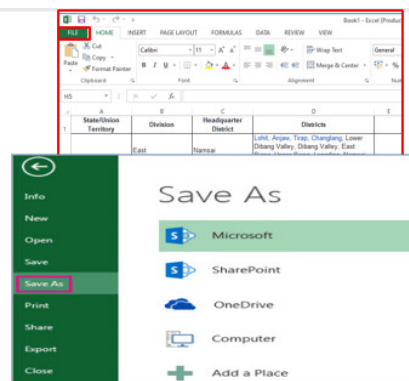 Book1 - Excel (Product
FILE HOME INSERT PAGE LAYOUT FORMULAS DATA REVIEW VIEW
Cut
Copy
Format Painter
Paste
Calibri 11 A A
B I U A
Wrap Text
Merge & Center
General
%
Clipboard Font Alignment Num
H5 fx
A B C D E
1 State/Union Territory Division Headquarter District Districts
East Namsai
Lohit, Anjaw, Tirap, Changlang, Lower
Dibang Valley, Dibang Valley, East
Save As
Info
New
Open
Save
Save As
Print
Share
Export
Close
Microsoft
SharePoint
OneDrive
Computer
Add a Place